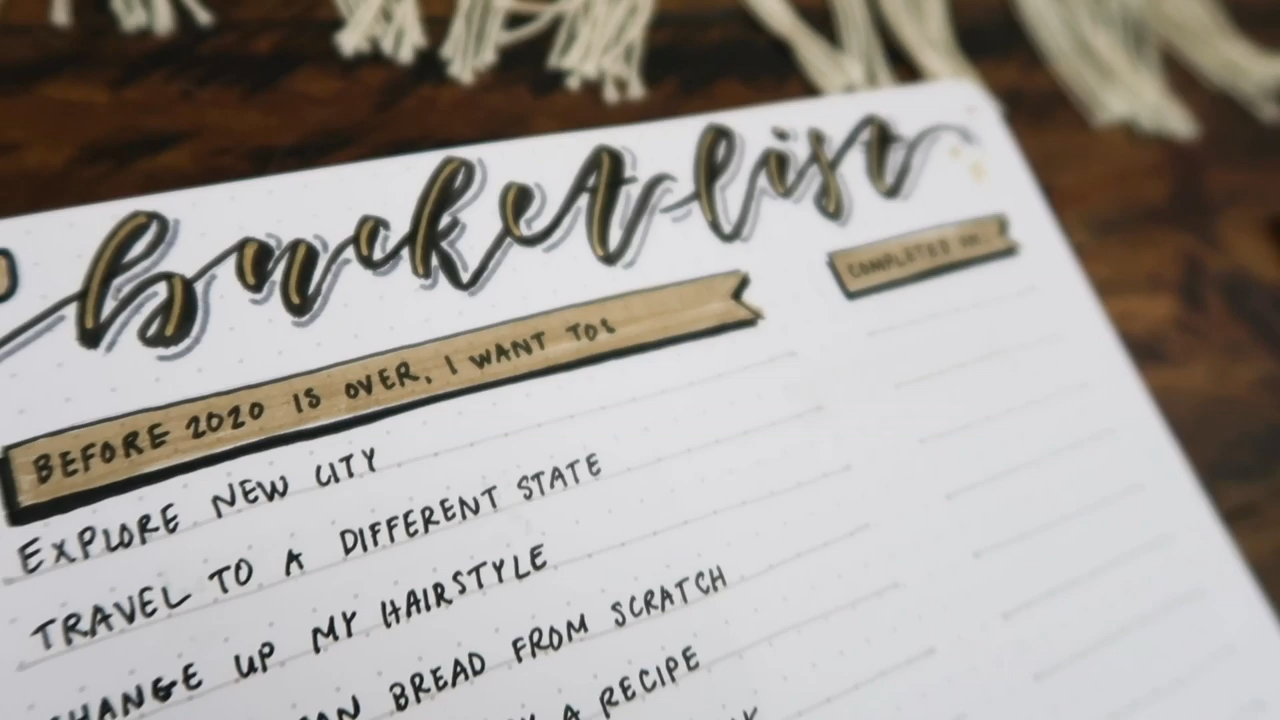 bucket list
COMPLETED ON:
BEFORE 2020 IS OVER, I WANT TO:
EXPLORE NEW CITY
TRAVEL TO A DIFFERENT STATE
CHANGE UP MY HAIRSTYLE
BREAD FROM SCRATCH
A RECIPE